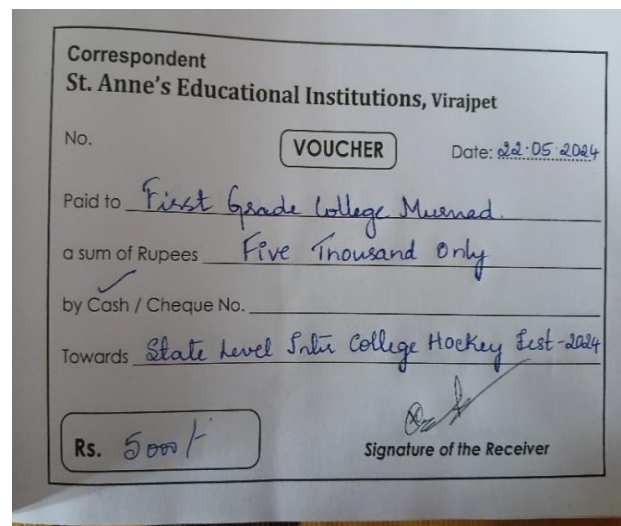 Correspondent
St. Anne's Educational Institutions, Virajpet
No.
VOUCHER
Date: 22.05.2024
Paid to First Grade College Murnad.
a sum of Rupees Five Thousand Only
by Cash / Cheque No.
Towards State Level Inter College Hockey Fest-2024
Rs. 5000/-
Signature of the Receiver